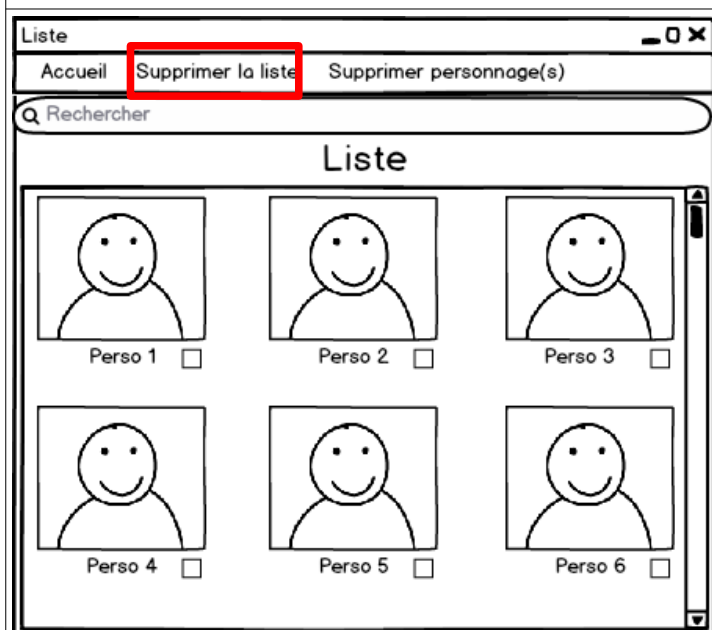 Liste
Accueil Supprimer la liste Supprimer personnage(s)
Rechercher
Liste
Perso 1 Perso 2 Perso 3
Perso 4 Perso 5 Perso 6